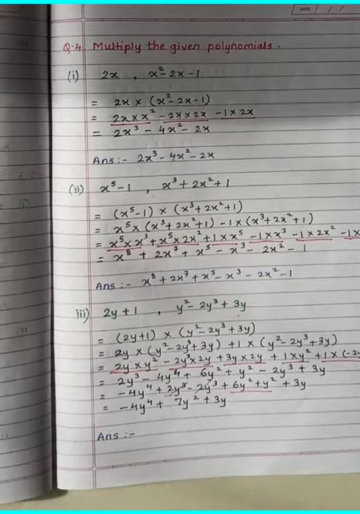 Q.4 Multiply the given polynomials.
(i) 2x , x²-2x-1
= 2x × (x²-2x-1)
= 2x×x² - 2x×2x -1×2x
= 2x³ - 4x² - 2x
Ans:- 2x³ - 4x² - 2x
(ii) x⁵-1 , x³+2x²+1
= (x⁵-1) × (x³+2x²+1)
= x⁵×(x³+2x²+1) -1×(x³+2x²+1)
= x⁵×x³+x⁵×2x²+1×x⁵ -1×x³ -1×2x² -1×
= x⁸ + 2x⁷ + x⁵ - x³ - 2x² - 1
Ans:- x⁸+2x⁷+x⁵-x³-2x²-1
iii) 2y+1 , y²-2y³+3y
= (2y+1) × (y²-2y³+3y)
= 2y×(y²-2y³+3y) +1×(y²-2y³+3y)
= 2y×y² -2y³×2y +3y×2y +1×y²+1×(-2y
= 2y³ - 4y⁴ + 6y² + y² - 2y³ + 3y
= -4y⁴ + 2y³ - 2y³ + 6y²+y² + 3y
= -4y⁴ + 7y² + 3y
Ans:-